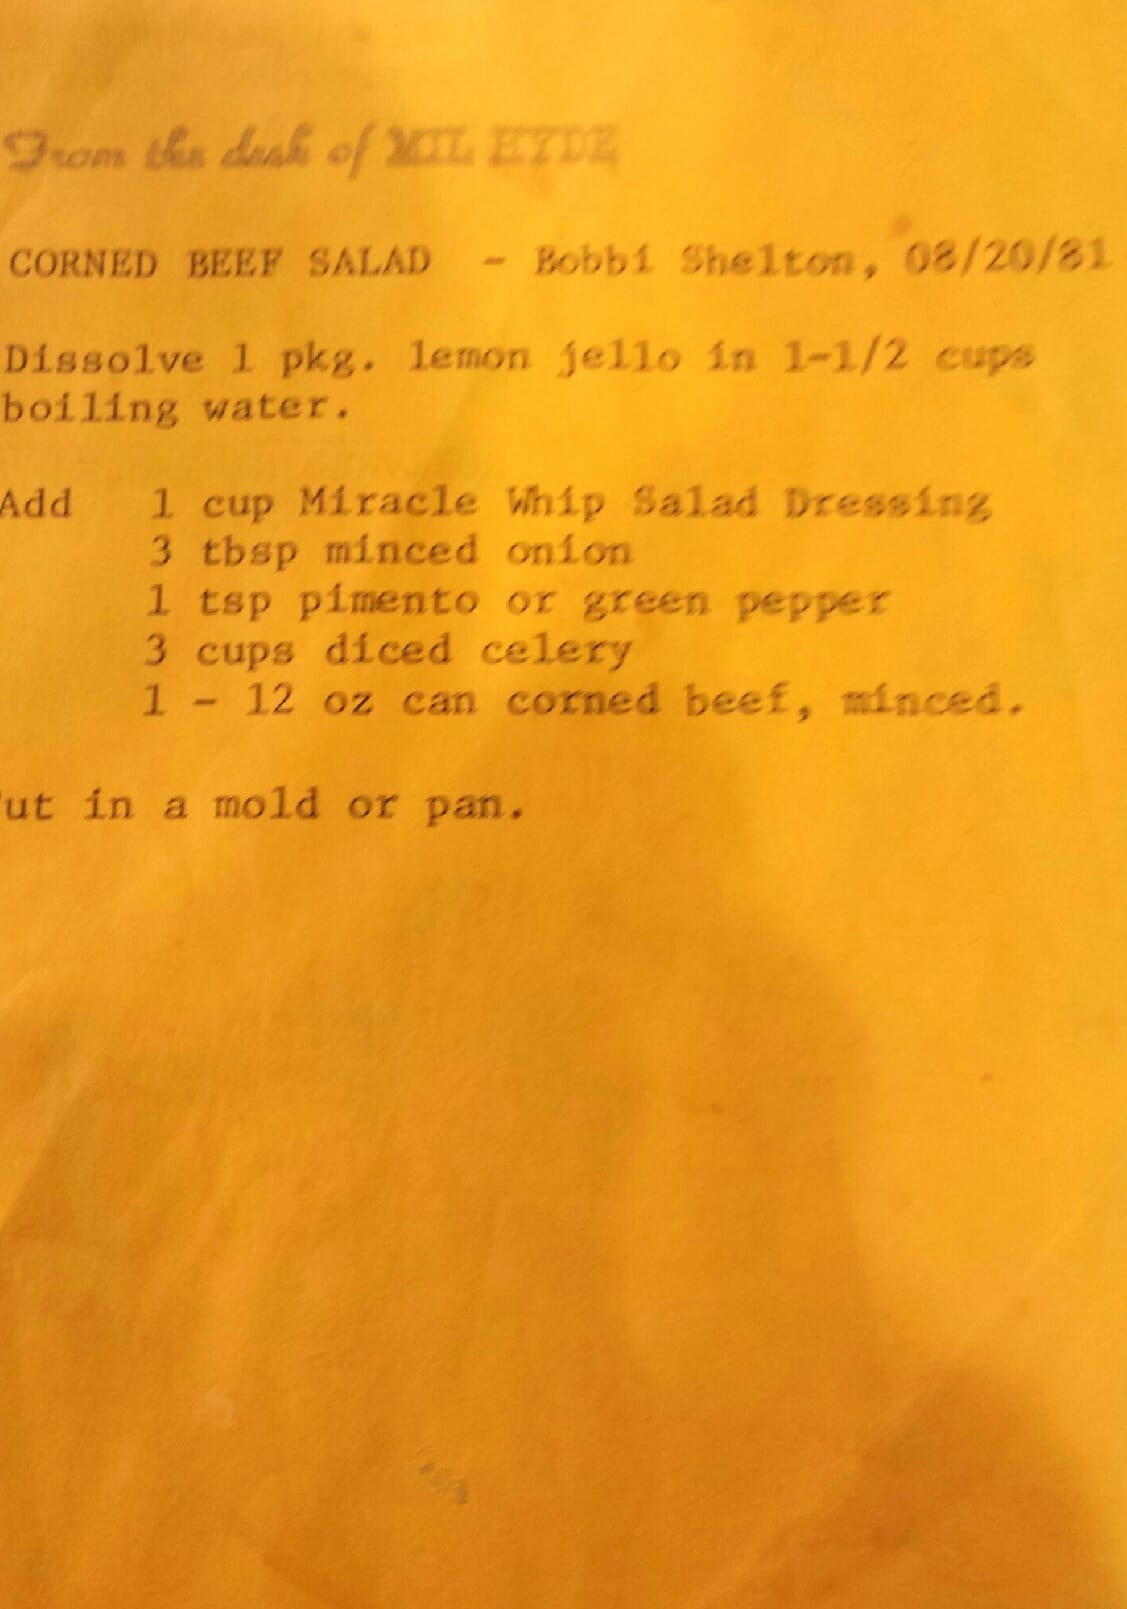 From the desk of MIL HYDE
CORNED BEEF SALAD - Bobbi Shelton, 08/20/81
Dissolve 1 pkg. lemon jello in 1-1/2 cups
boiling water.
Add 1 cup Miracle Whip Salad Dressing
3 tbsp minced onion
1 tsp pimento or green pepper
3 cups diced celery
1 - 12 oz can corned beef, minced.
ut in a mold or pan.